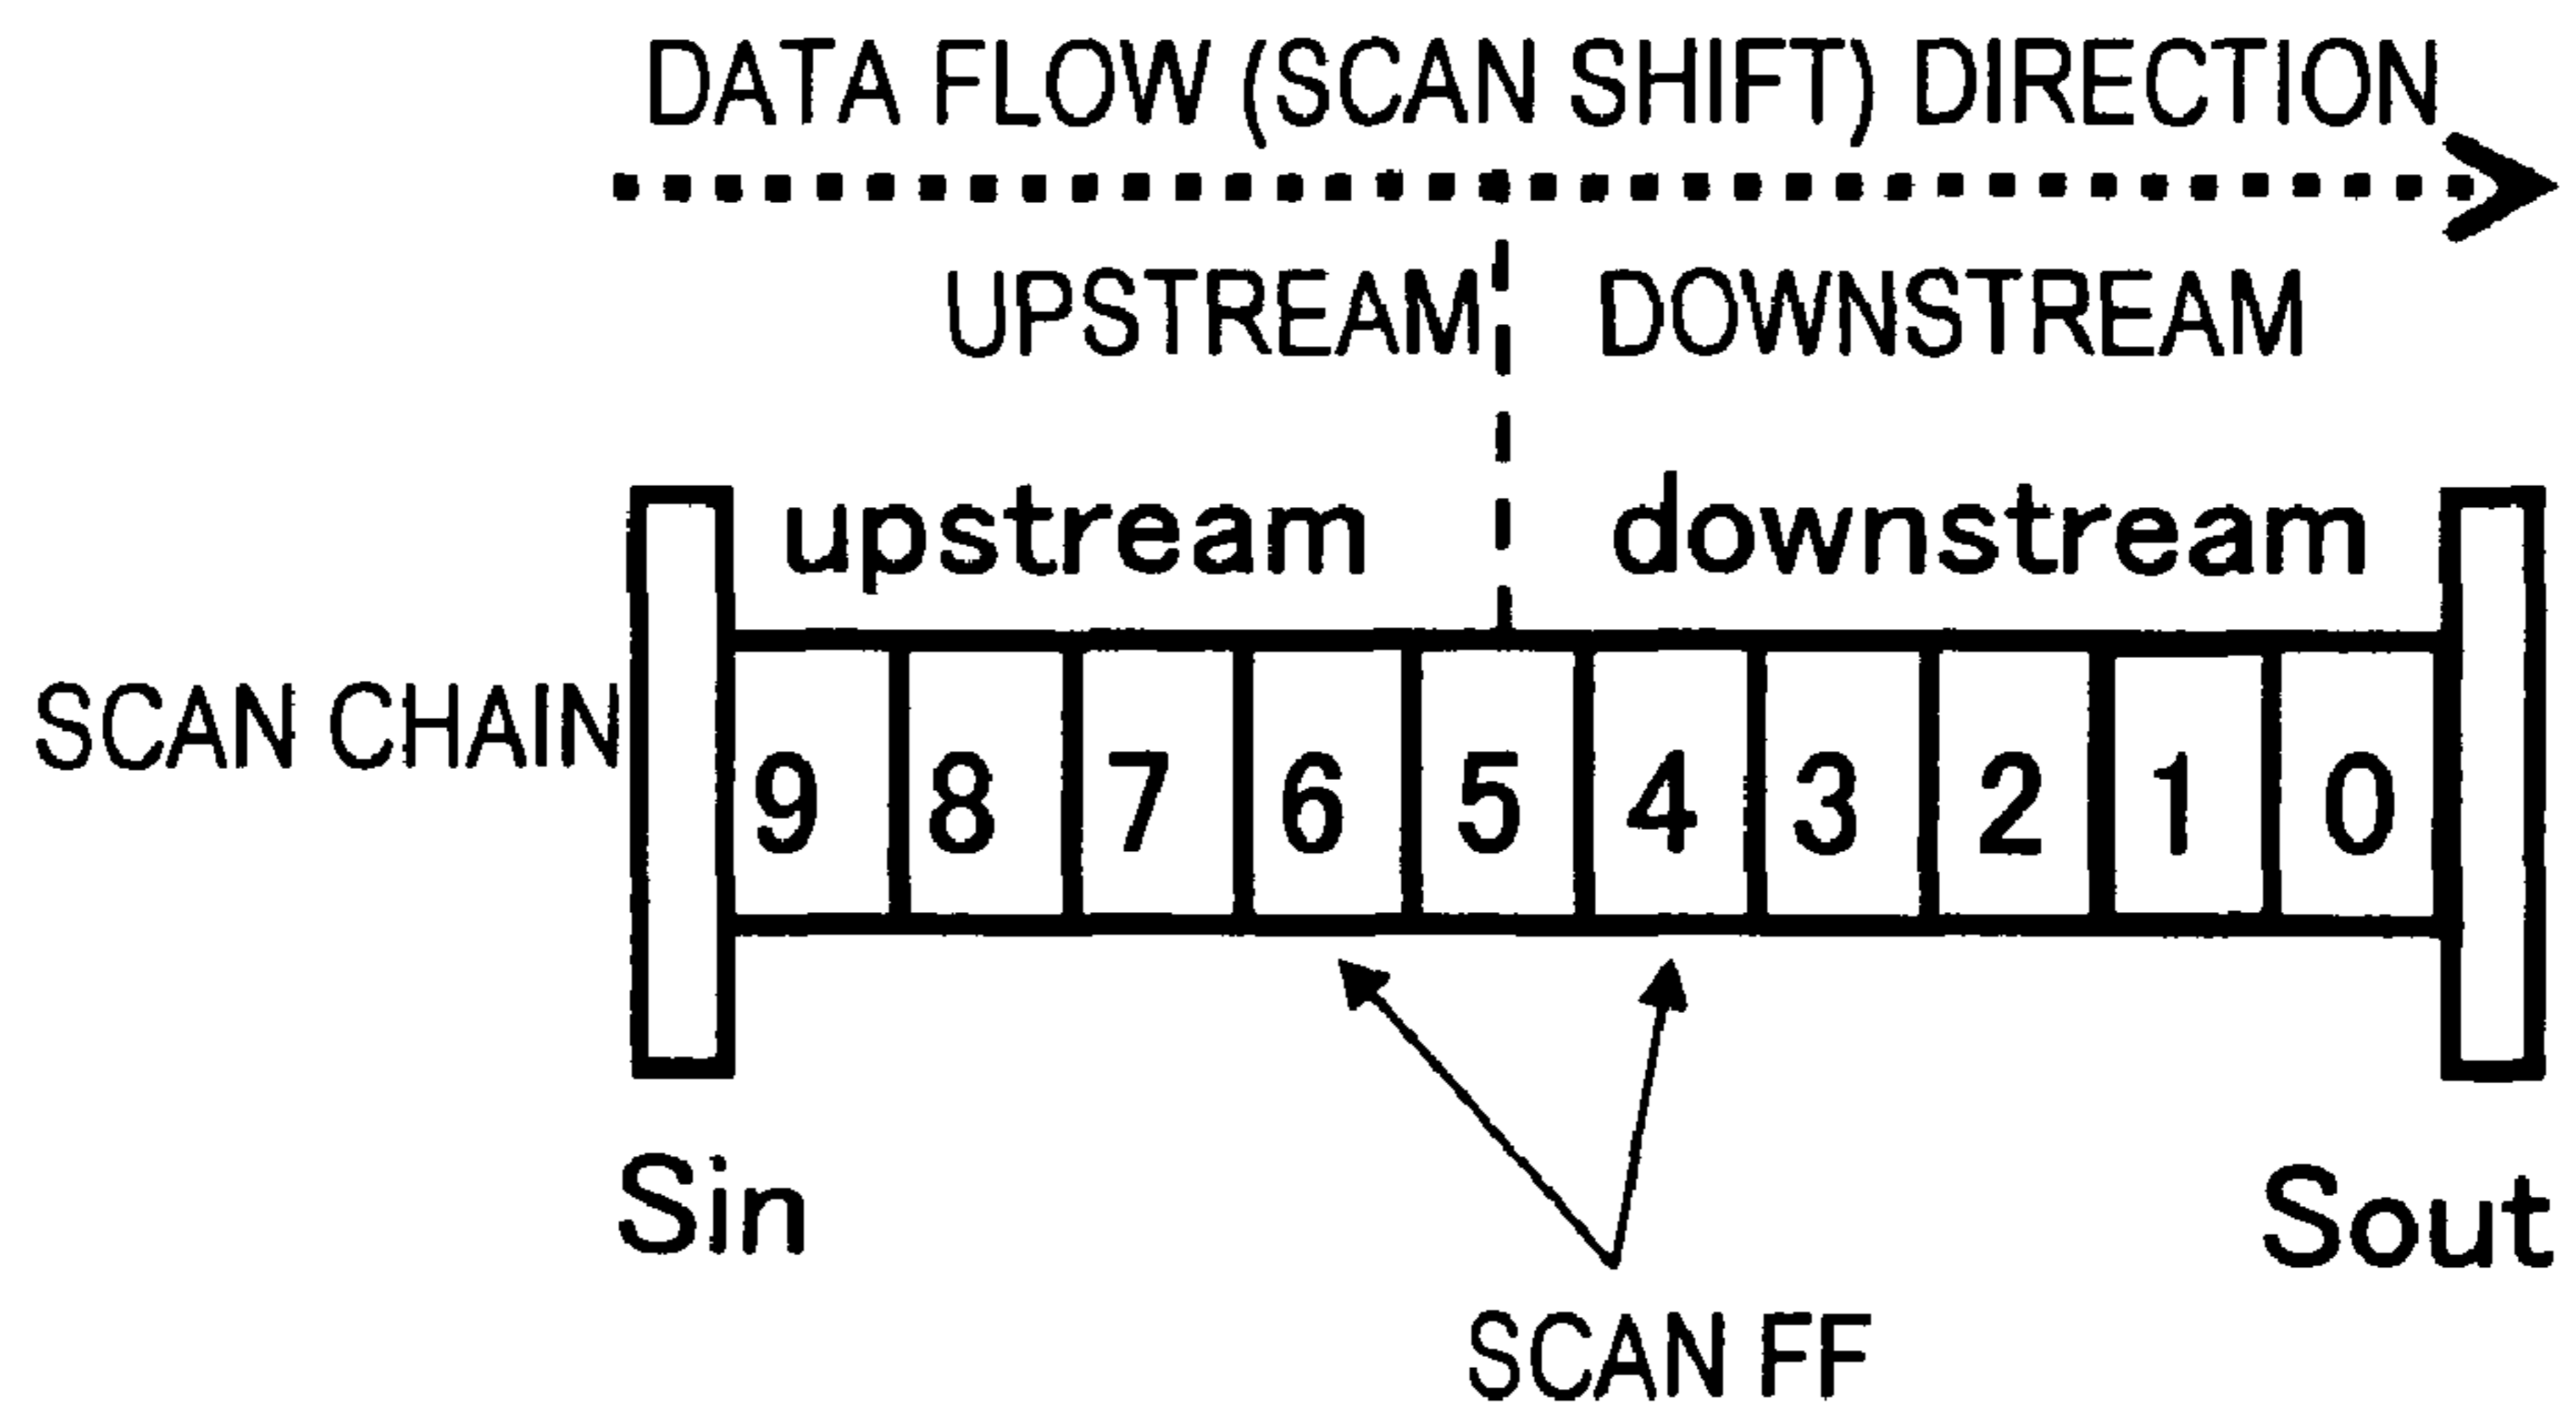 DATA FLOW (SCAN SHIFT) DIRECTION
UPSTREAM DOWNSTREAM
upstream downstream
SCAN CHAIN 9 8 7 6 5 4 3 2 1 0
Sin Sout
SCAN FF